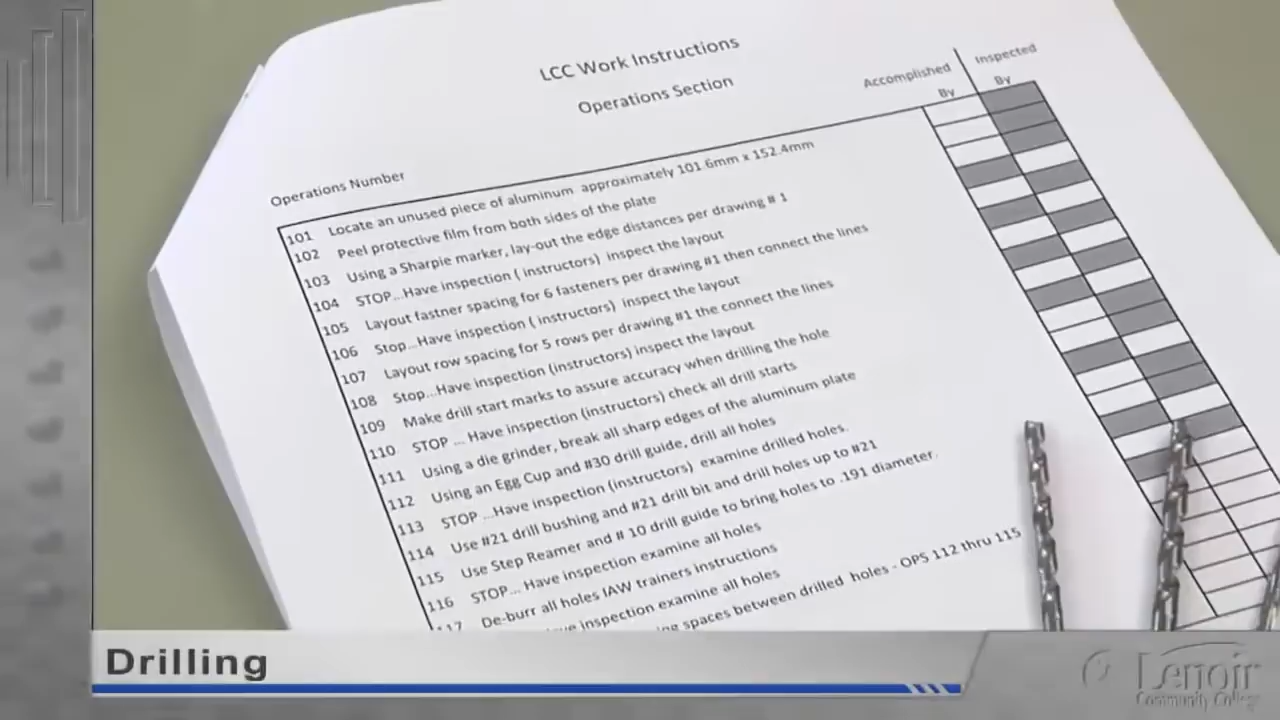 LCC Work Instructions
Operations Section
Accomplished By
Inspected By
Operations Number
101 Locate an unused piece of aluminum approximately 101.6mm x 152.4mm
102 Peel protective film from both sides of the plate
103 Using a Sharpie marker, lay-out the edge distances per drawing # 1
104 STOP...Have inspection ( instructors) inspect the layout
105 Layout fastner spacing for 6 fasteners per drawing #1 then connect the lines
106 Stop...Have inspection ( instructors) inspect the layout
107 Layout row spacing for 5 rows per drawing #1 the connect the lines
108 Stop...Have inspection (instructors) inspect the layout
109 Make drill start marks to assure accuracy when drilling the hole
110 STOP ... Have inspection (instructors) check all drill starts
111 Using a die grinder, break all sharp edges of the aluminum plate
112 Using an Egg Cup and #30 drill guide, drill all holes
113 STOP ...Have inspection (instructors) examine drilled holes.
114 Use #21 drill bushing and #21 drill bit and drill holes up to #21
115 Use Step Reamer and # 10 drill guide to bring holes to .191 diameter.
116 STOP... Have inspection examine all holes
117 De-burr all holes IAW trainers instructions
inspection examine all holes
spaces between drilled holes - OPS 112 thru 115
Drilling
Lenoir
Community College